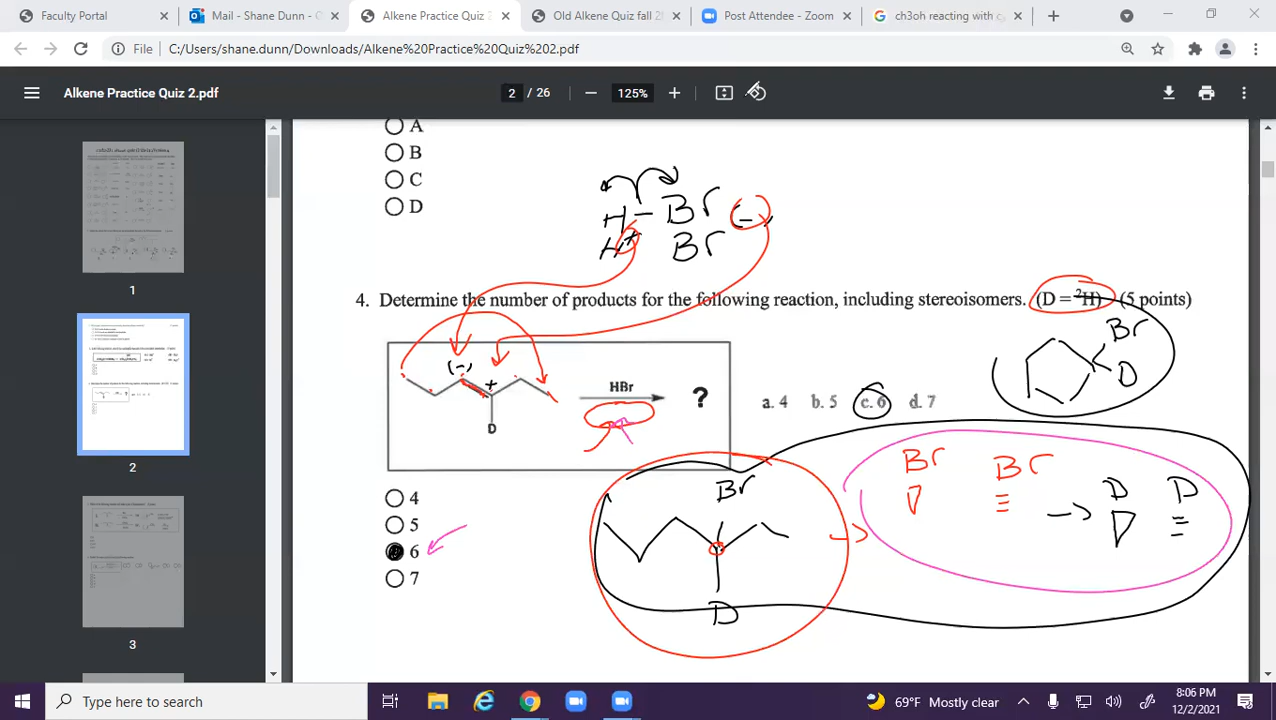 Faculty Portal
Mail - Shane Dunn -
Alkene Practice Quiz 2
Old Alkene Quiz fall
Post Attendee - Zoom
ch3oh reacting with
File
C:/Users/shane.dunn/Downloads/Alkene%20Practice%20Quiz%202.pdf
Alkene Practice Quiz 2.pdf
2 / 26
125%
A
B
C
D
H - Br (-)
H+ Br
4. Determine the number of products for the following reaction, including stereoisomers. (D = ²H) (5 points)
Br
D
(-)
+
D
HBr
?
a. 4 b. 5 c. 6 d. 7
Br Br
D D
4
5
6
7
Br
D
1
2
3
Type here to search
69°F Mostly clear
8:06 PM
12/2/2021